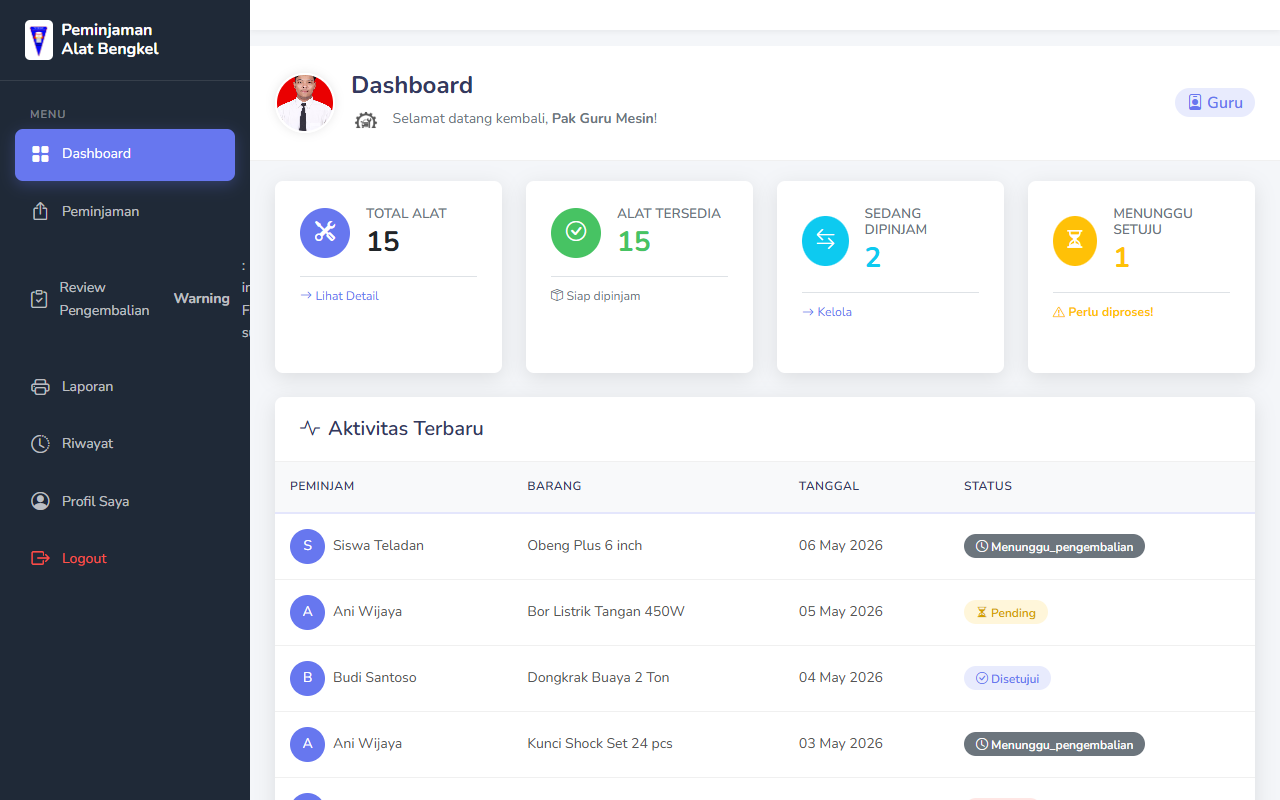 Peminjaman
Alat Bengkel
MENU
Dashboard
Peminjaman
Review
Pengembalian
Warning
:
Laporan
Riwayat
Profil Saya
Logout
Dashboard
Selamat datang kembali, Pak Guru Mesin!
Guru
TOTAL ALAT
15
Lihat Detail
ALAT TERSEDIA
15
Siap dipinjam
SEDANG
DIPINJAM
2
Kelola
MENUNGGU
SETUJU
1
Perlu diproses!
Aktivitas Terbaru
PEMINJAM BARANG TANGGAL STATUS
S Siswa Teladan Obeng Plus 6 inch 06 May 2026 Menunggu_pengembalian
A Ani Wijaya Bor Listrik Tangan 450W 05 May 2026 Pending
B Budi Santoso Dongkrak Buaya 2 Ton 04 May 2026 Disetujui
A Ani Wijaya Kunci Shock Set 24 pcs 03 May 2026 Menunggu_pengembalian